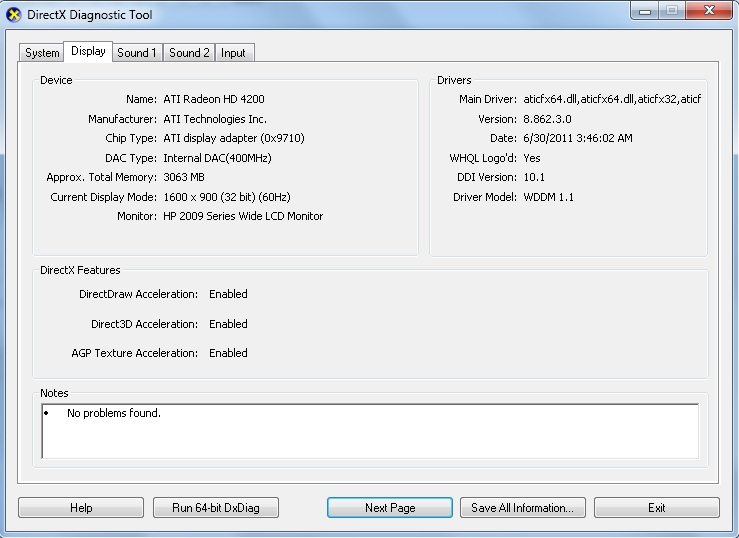 DirectX Diagnostic Tool
System Display Sound 1 Sound 2 Input
Device
Name: ATI Radeon HD 4200
Manufacturer: ATI Technologies Inc.
Chip Type: ATI display adapter (0x9710)
DAC Type: Internal DAC(400MHz)
Approx. Total Memory: 3063 MB
Current Display Mode: 1600 x 900 (32 bit) (60Hz)
Monitor: HP 2009 Series Wide LCD Monitor
Drivers
Main Driver: aticfx64.dll,aticfx64.dll,aticfx32,aticf
Version: 8.862.3.0
Date: 6/30/2011 3:46:02 AM
WHQL Logo'd: Yes
DDI Version: 10.1
Driver Model: WDDM 1.1
DirectX Features
DirectDraw Acceleration: Enabled
Direct3D Acceleration: Enabled
AGP Texture Acceleration: Enabled
Notes
• No problems found.
Help Run 64-bit DxDiag Next Page Save All Information... Exit